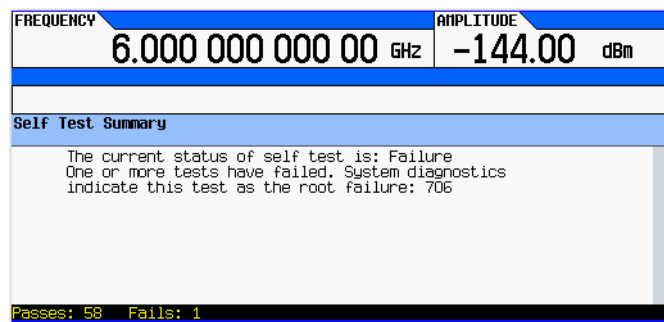 FREQUENCY AMPLITUDE
6.000 000 000 00 GHz -144.00 dBm
Self Test Summary
The current status of self test is: Failure
One or more tests have failed. System diagnostics
indicate this test as the root failure: 706
Passes: 58 Fails: 1